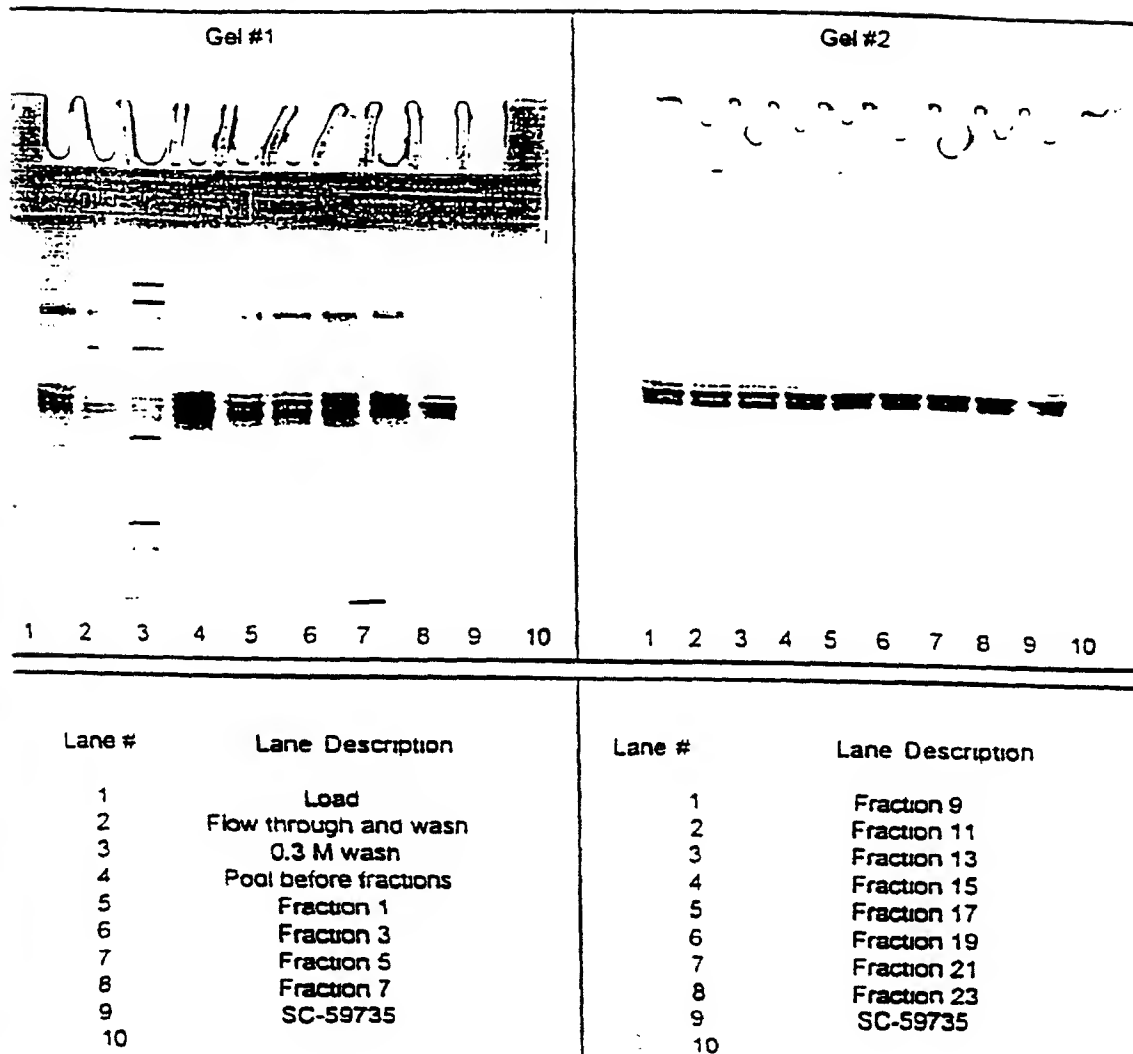 Gel #1
1 2 3 4 5 6 7 8 9 10
Lane # Lane Description
1 Load
2 Flow through and wasn
3 0.3 M wasn
4 Pool before fractions
5 Fraction 1
6 Fraction 3
7 Fraction 5
8 Fraction 7
9 SC-59735
10
Gel #2
1 2 3 4 5 6 7 8 9 10
Lane # Lane Description
1 Fraction 9
2 Fraction 11
3 Fraction 13
4 Fraction 15
5 Fraction 17
6 Fraction 19
7 Fraction 21
8 Fraction 23
9 SC-59735
10